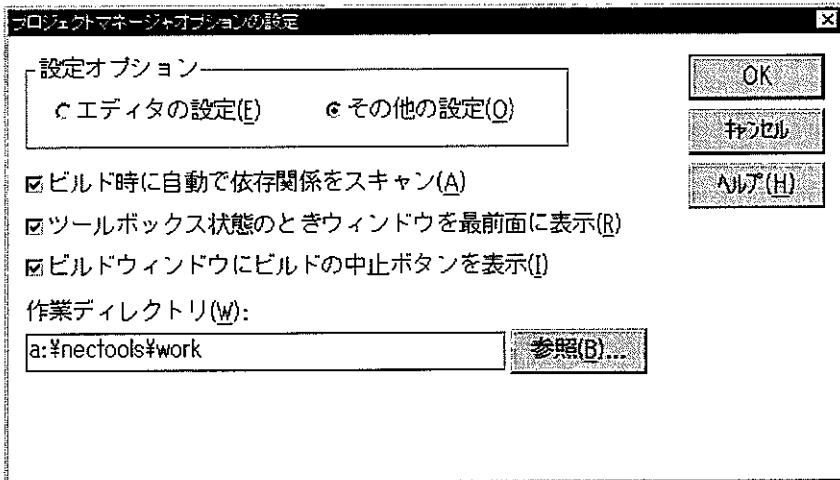 プロジェクトマネージャオプションの設定
設定オプション
エディタの設定(E)
その他の設定(O)
OK
キャンセル
ヘルプ(H)
ビルド時に自動で依存関係をスキャン(A)
ツールボックス状態のときウィンドウを最前面に表示(R)
ビルドウィンドウにビルドの中止ボタンを表示(I)
作業ディレクトリ(W):
a:¥nectools¥work
参照(B)...